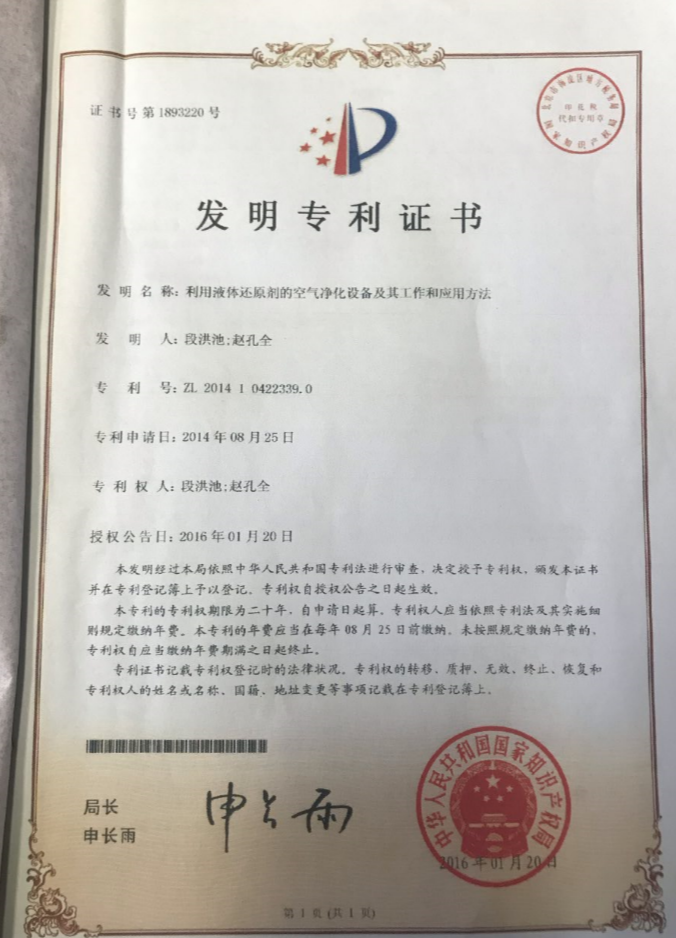 证书号第1893220号
印花税
代扣专用章
发明专利证书
发明名称：利用液体还原剂的空气净化设备及其工作和应用方法
发明人：段洪池;赵孔全
专利号：ZL 2014 1 0422339.0
专利申请日：2014年08月25日
专利权人：段洪池;赵孔全
授权公告日：2016年01月20日
本发明经过本局依照中华人民共和国专利法进行审查，决定授予专利权，颁发本证书
并在专利登记簿上予以登记。专利权自授权公告之日起生效。
本专利的专利权期限为二十年，自申请日起算。专利权人应当依照专利法及其实施细
则规定缴纳年费。本专利的年费应当在每年08月25日前缴纳。未按照规定缴纳年费的，
专利权自应当缴纳年费期满之日起终止。
专利证书记载专利权登记时的法律状况。专利权的转移、质押、无效、终止、恢复和
专利权人的姓名或名称、国籍、地址变更等事项记载在专利登记簿上。
局长
申长雨
申长雨
中华人民共和国国家知识产权局
2016年01月20日
第1页(共1页)